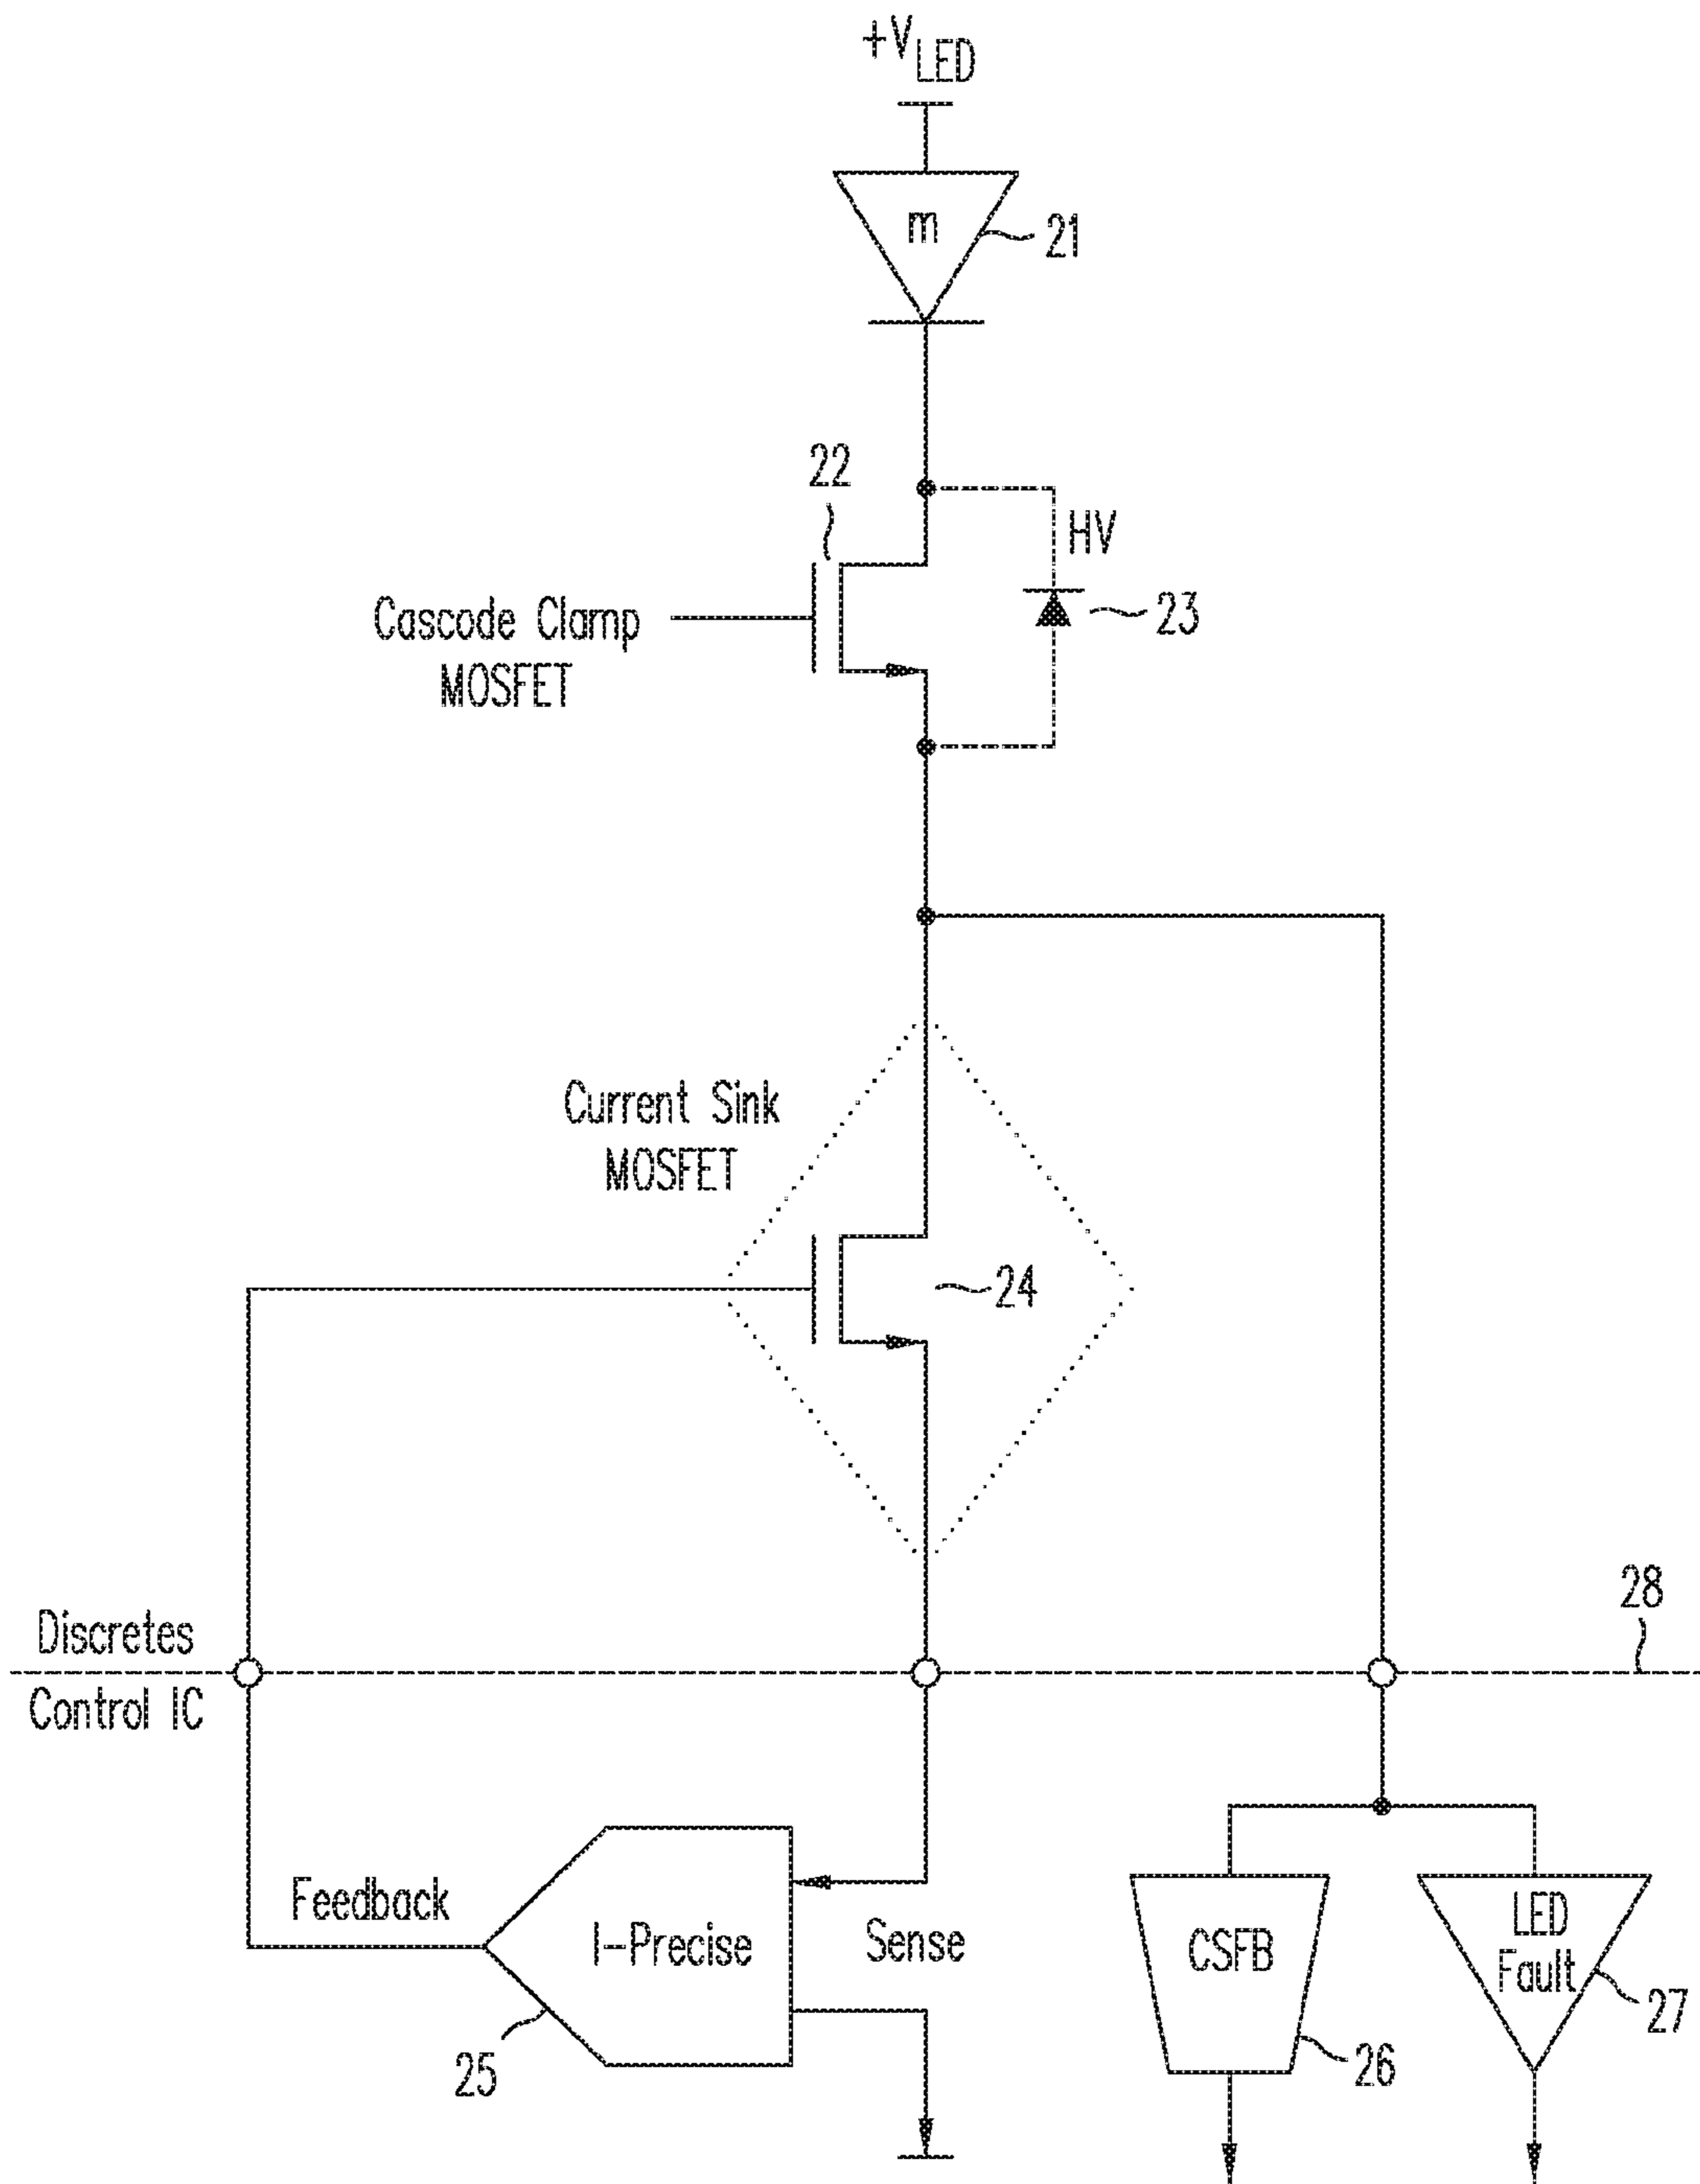 +VLED
m
21
22
HV
23
Cascode Clamp
MOSFET
Current Sink
MOSFET
24
28
Discretes
Control IC
Feedback
I-Precise
Sense
CSFB
LED
Fault
25
26
27